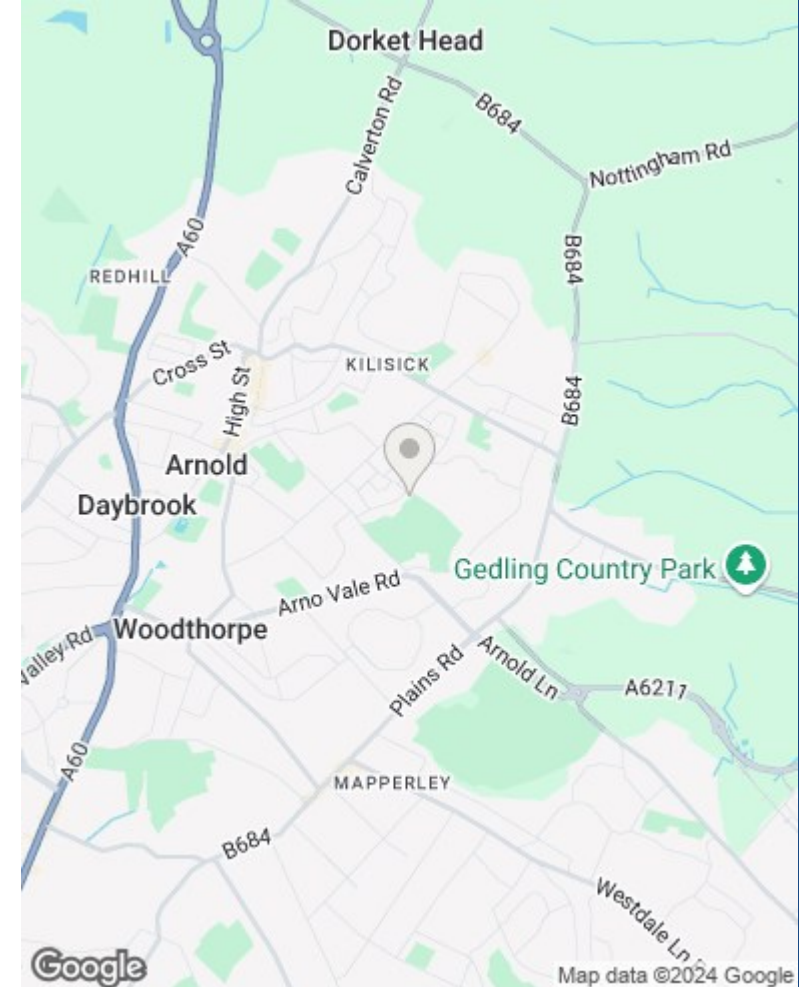 Dorket Head
Calverton Rd
B684
Nottingham Rd
A60
B684
REDHILL
Cross St
KILISICK
High St
B684
Arnold
Daybrook
Gedling Country Park
Arno Vale Rd
Woodthorpe
Valley Rd
Plains Rd
Arnold Ln
A6211
A60
MAPPERLEY
B684
Westdale Ln
Google
Map data ©2024 Google